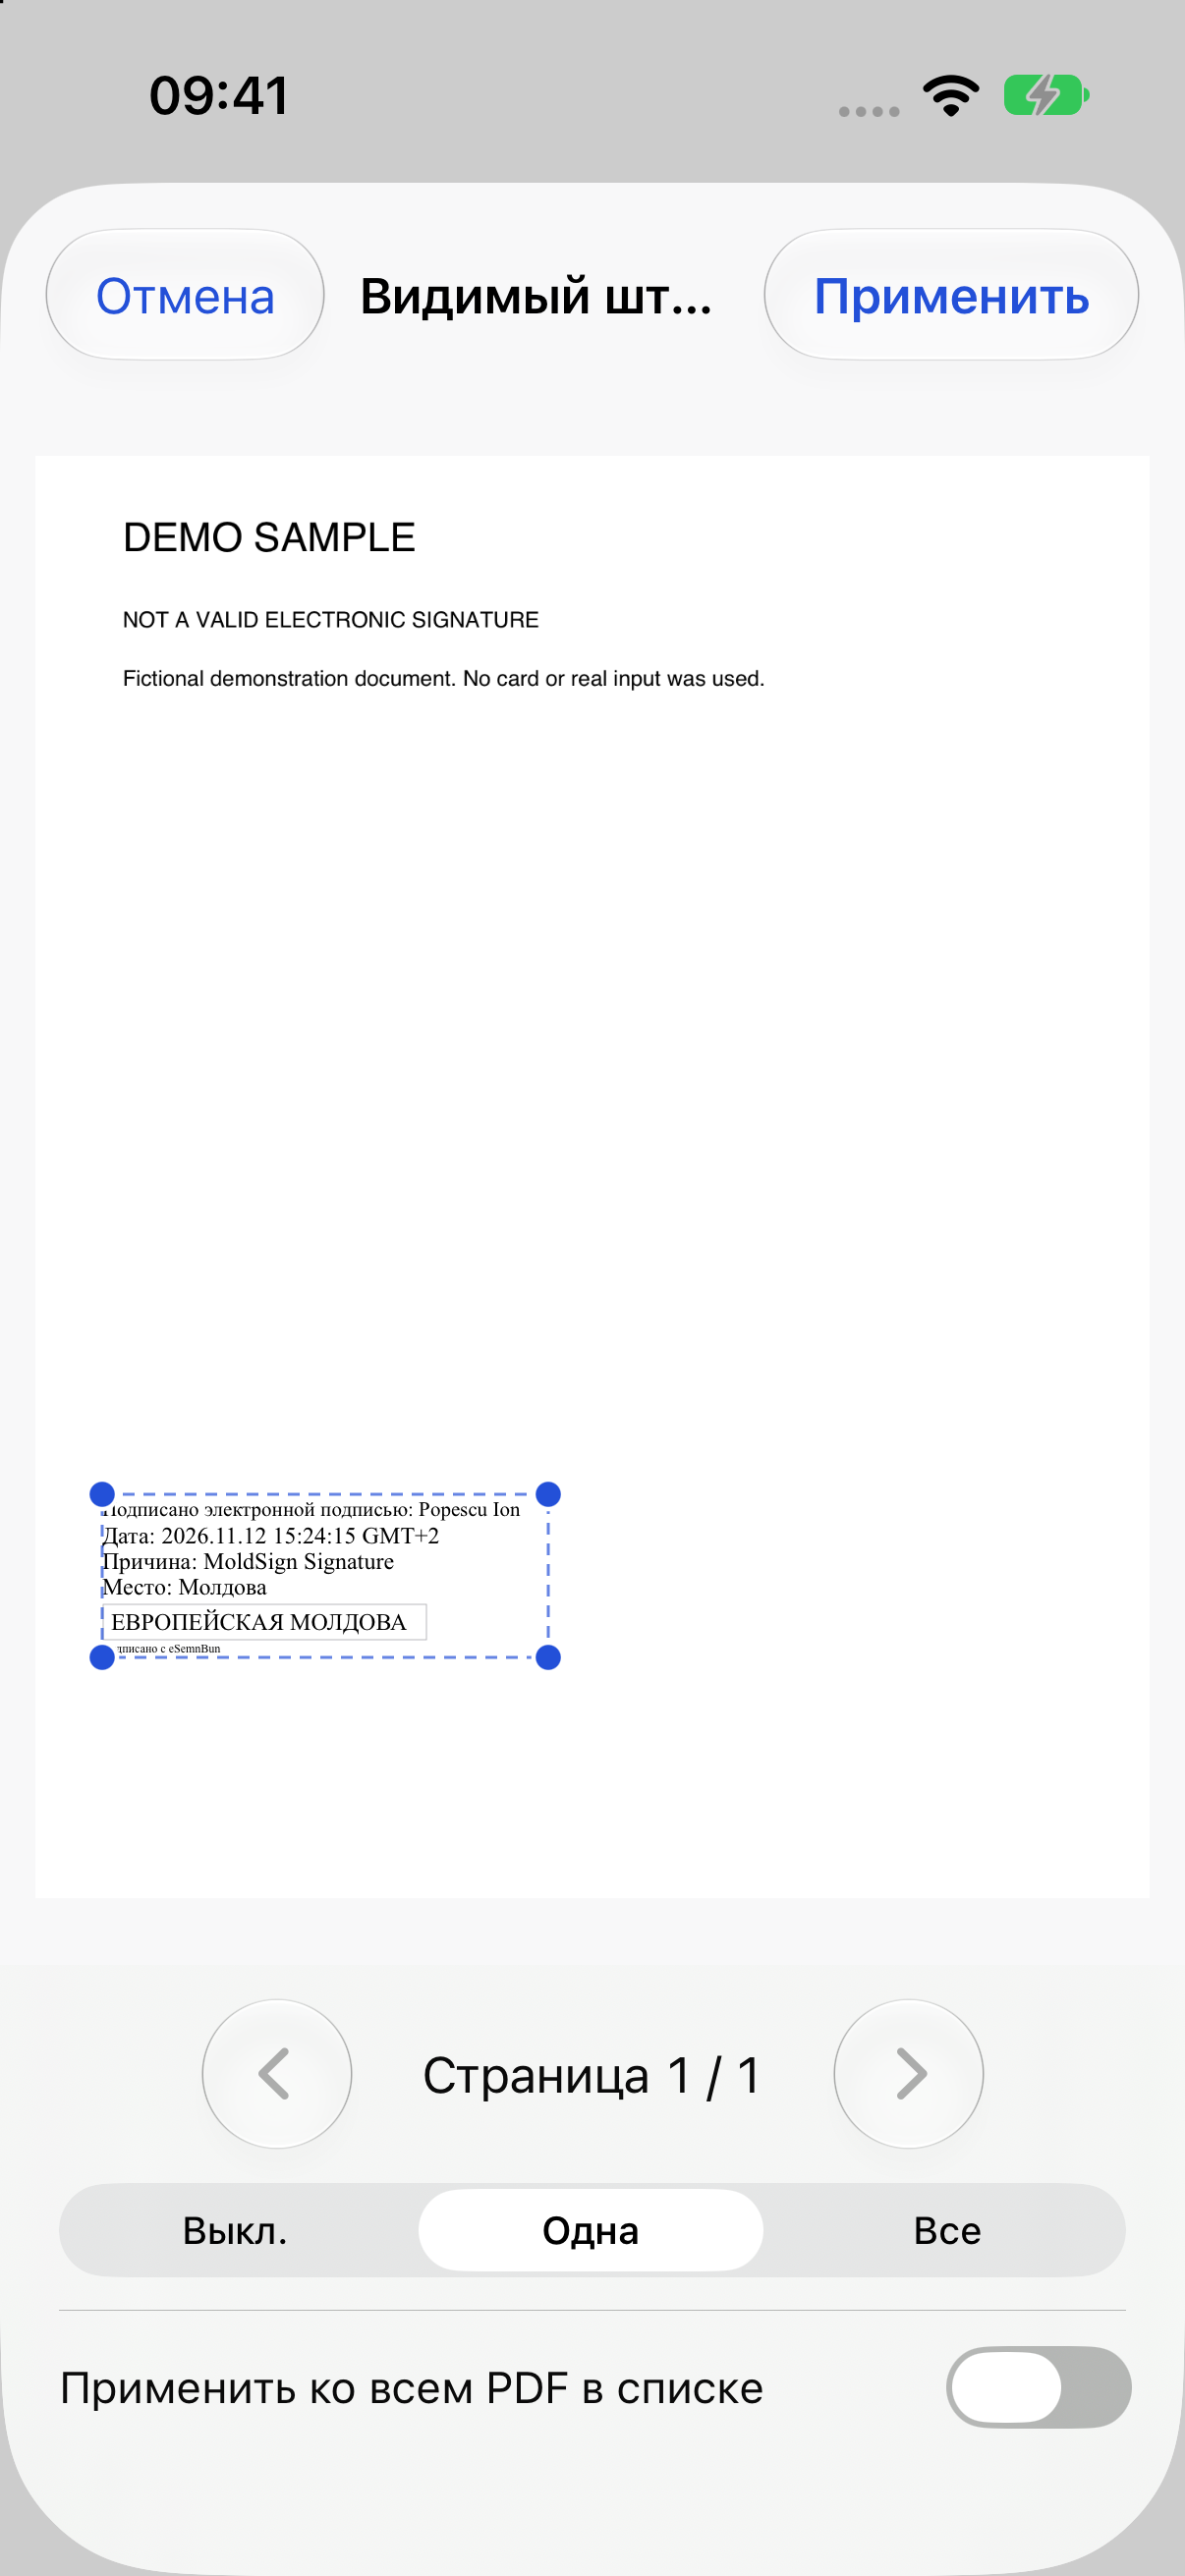 09:41
Отмена
Видимый шт...
Применить
DEMO SAMPLE
NOT A VALID ELECTRONIC SIGNATURE
Fictional demonstration document. No card or real input was used.
Подписано электронной подписью: Popescu Ion
Дата: 2026.11.12 15:24:15 GMT+2
Причина: MoldSign Signature
Место: Молдова
ЕВРОПЕЙСКАЯ МОЛДОВА
с eSemnBun
Страница 1 / 1
Выкл.
Одна
Все
Применить ко всем PDF в списке